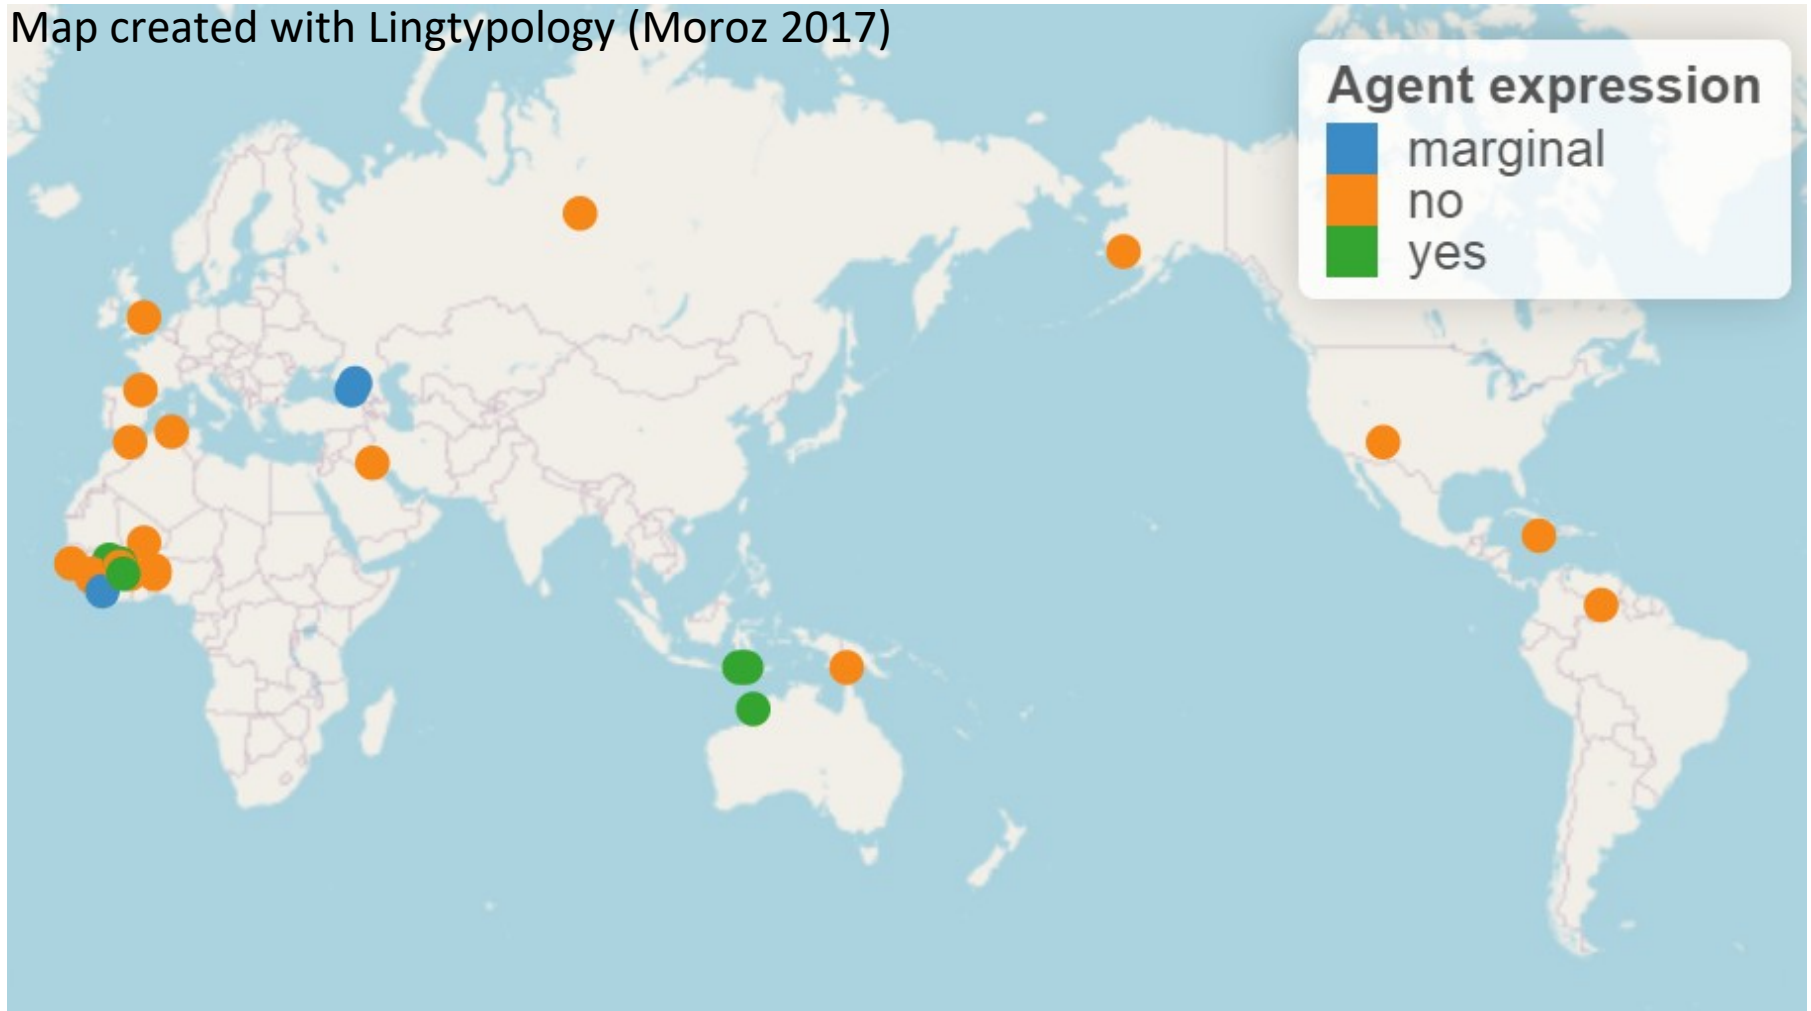 Map created with Lingtypology (Moroz 2017)
Agent expression
marginal
no
yes